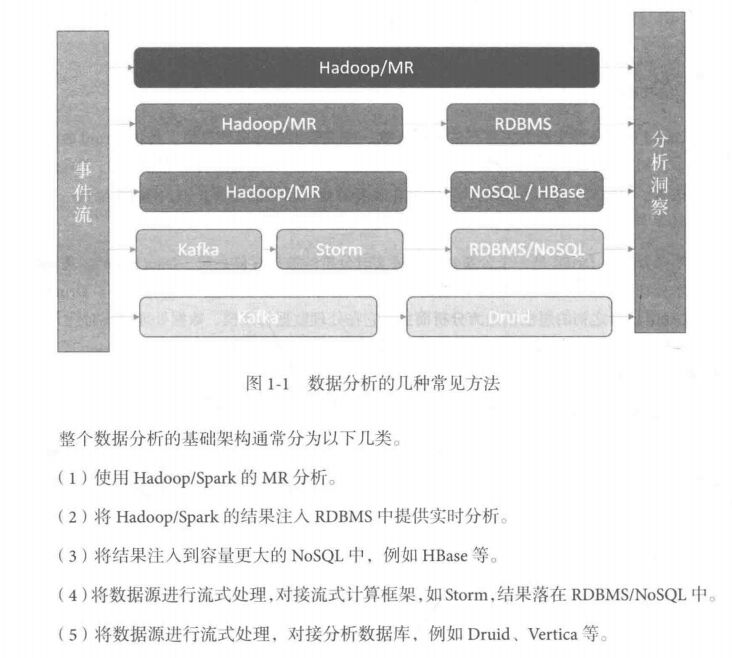 事件流
Hadoop/MR
Hadoop/MR
RDBMS
Hadoop/MR
NoSQL / HBase
Kafka
Storm
RDBMS/NoSQL
Kafka
Druid
分析洞察
图 1-1 数据分析的几种常见方法
整个数据分析的基础架构通常分为以下几类。
（1）使用 Hadoop/Spark 的 MR 分析。
（2）将 Hadoop/Spark 的结果注入 RDBMS 中提供实时分析。
（3）将结果注入到容量更大的 NoSQL 中，例如 HBase 等。
（4）将数据源进行流式处理,对接流式计算框架,如 Storm,结果落在 RDBMS/NoSQL 中。
（5）将数据源进行流式处理，对接分析数据库，例如 Druid、Vertica 等。